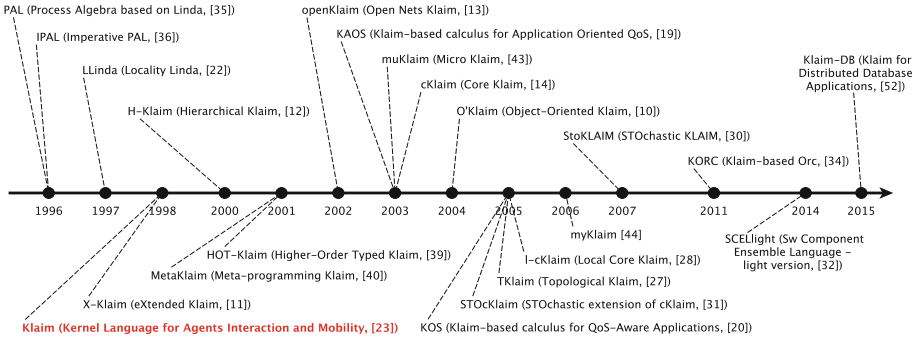 PAL (Process Algebra based on Linda, [35])
openKlaim (Open Nets Klaim, [13])
IPAL (Imperative PAL, [36])
KAOS (Klaim-based calculus for Application Oriented QoS, [19])
muKlaim (Micro Klaim, [43])
Klaim-DB (Klaim for
Distributed Database
Applications, [52])
LLinda (Locality Linda, [22])
cKlaim (Core Klaim, [14])
H-Klaim (Hierarchical Klaim, [12])
O'Klaim (Object-Oriented Klaim, [10])
StoKLAIM (STOchastic KLAIM, [30])
KORC (Klaim-based Orc, [34])
1996 1997 1998 2000 2001 2002 2003 2004 2005 2006 2007 2011 2014 2015
myKlaim [44]
SCELlight (Sw Component
Ensemble Language –
light version, [32])
HOT-Klaim (Higher-Order Typed Klaim, [39])
l-cKlaim (Local Core Klaim, [28])
MetaKlaim (Meta-programming Klaim, [40])
TKlaim (Topological Klaim, [27])
X-Klaim (eXtended Klaim, [11])
STOcKlaim (STOchastic extension of cKlaim, [31])
Klaim (Kernel Language for Agents Interaction and Mobility, [23])
KOS (Klaim-based calculus for QoS-Aware Applications, [20])